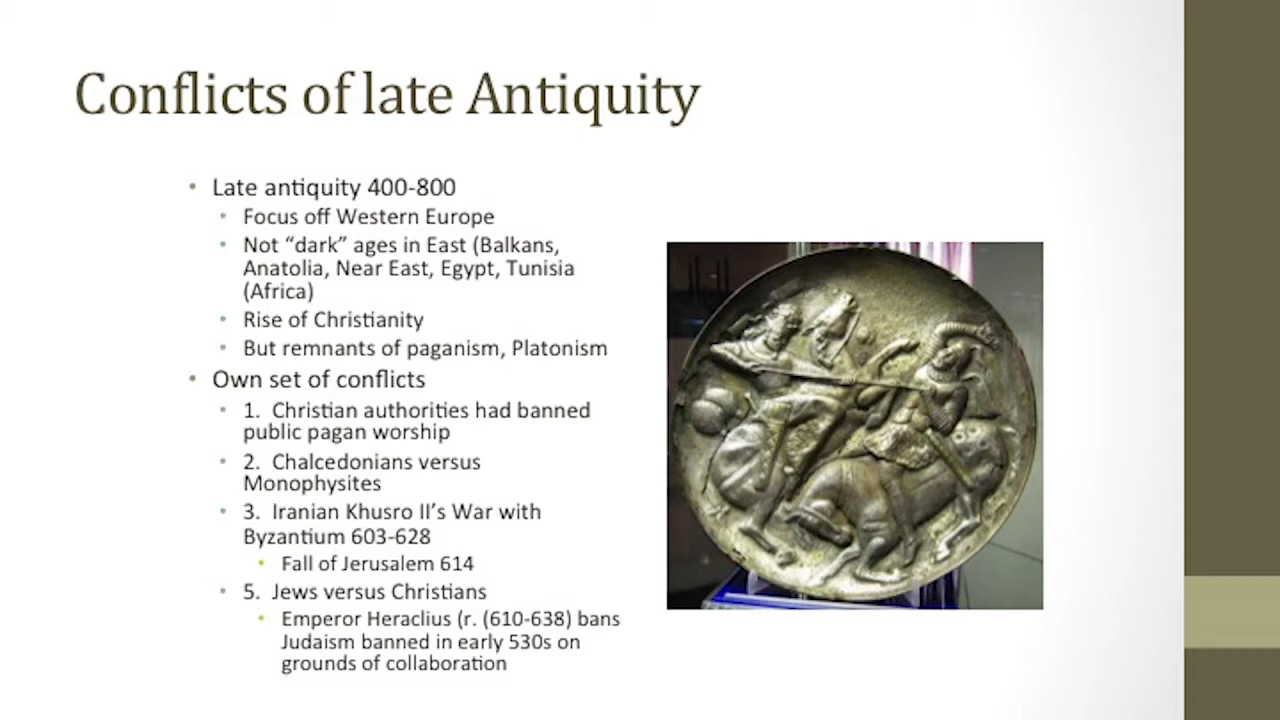 Conflicts of late Antiquity
• Late antiquity 400-800
• Focus off Western Europe
• Not “dark” ages in East (Balkans,
Anatolia, Near East, Egypt, Tunisia
(Africa)
• Rise of Christianity
• But remnants of paganism, Platonism
• Own set of conflicts
• 1. Christian authorities had banned
public pagan worship
• 2. Chalcedonians versus
Monophysites
• 3. Iranian Khusro II’s War with
Byzantium 603-628
• Fall of Jerusalem 614
• 5. Jews versus Christians
• Emperor Heraclius (r. (610-638) bans
Judaism banned in early 530s on
grounds of collaboration